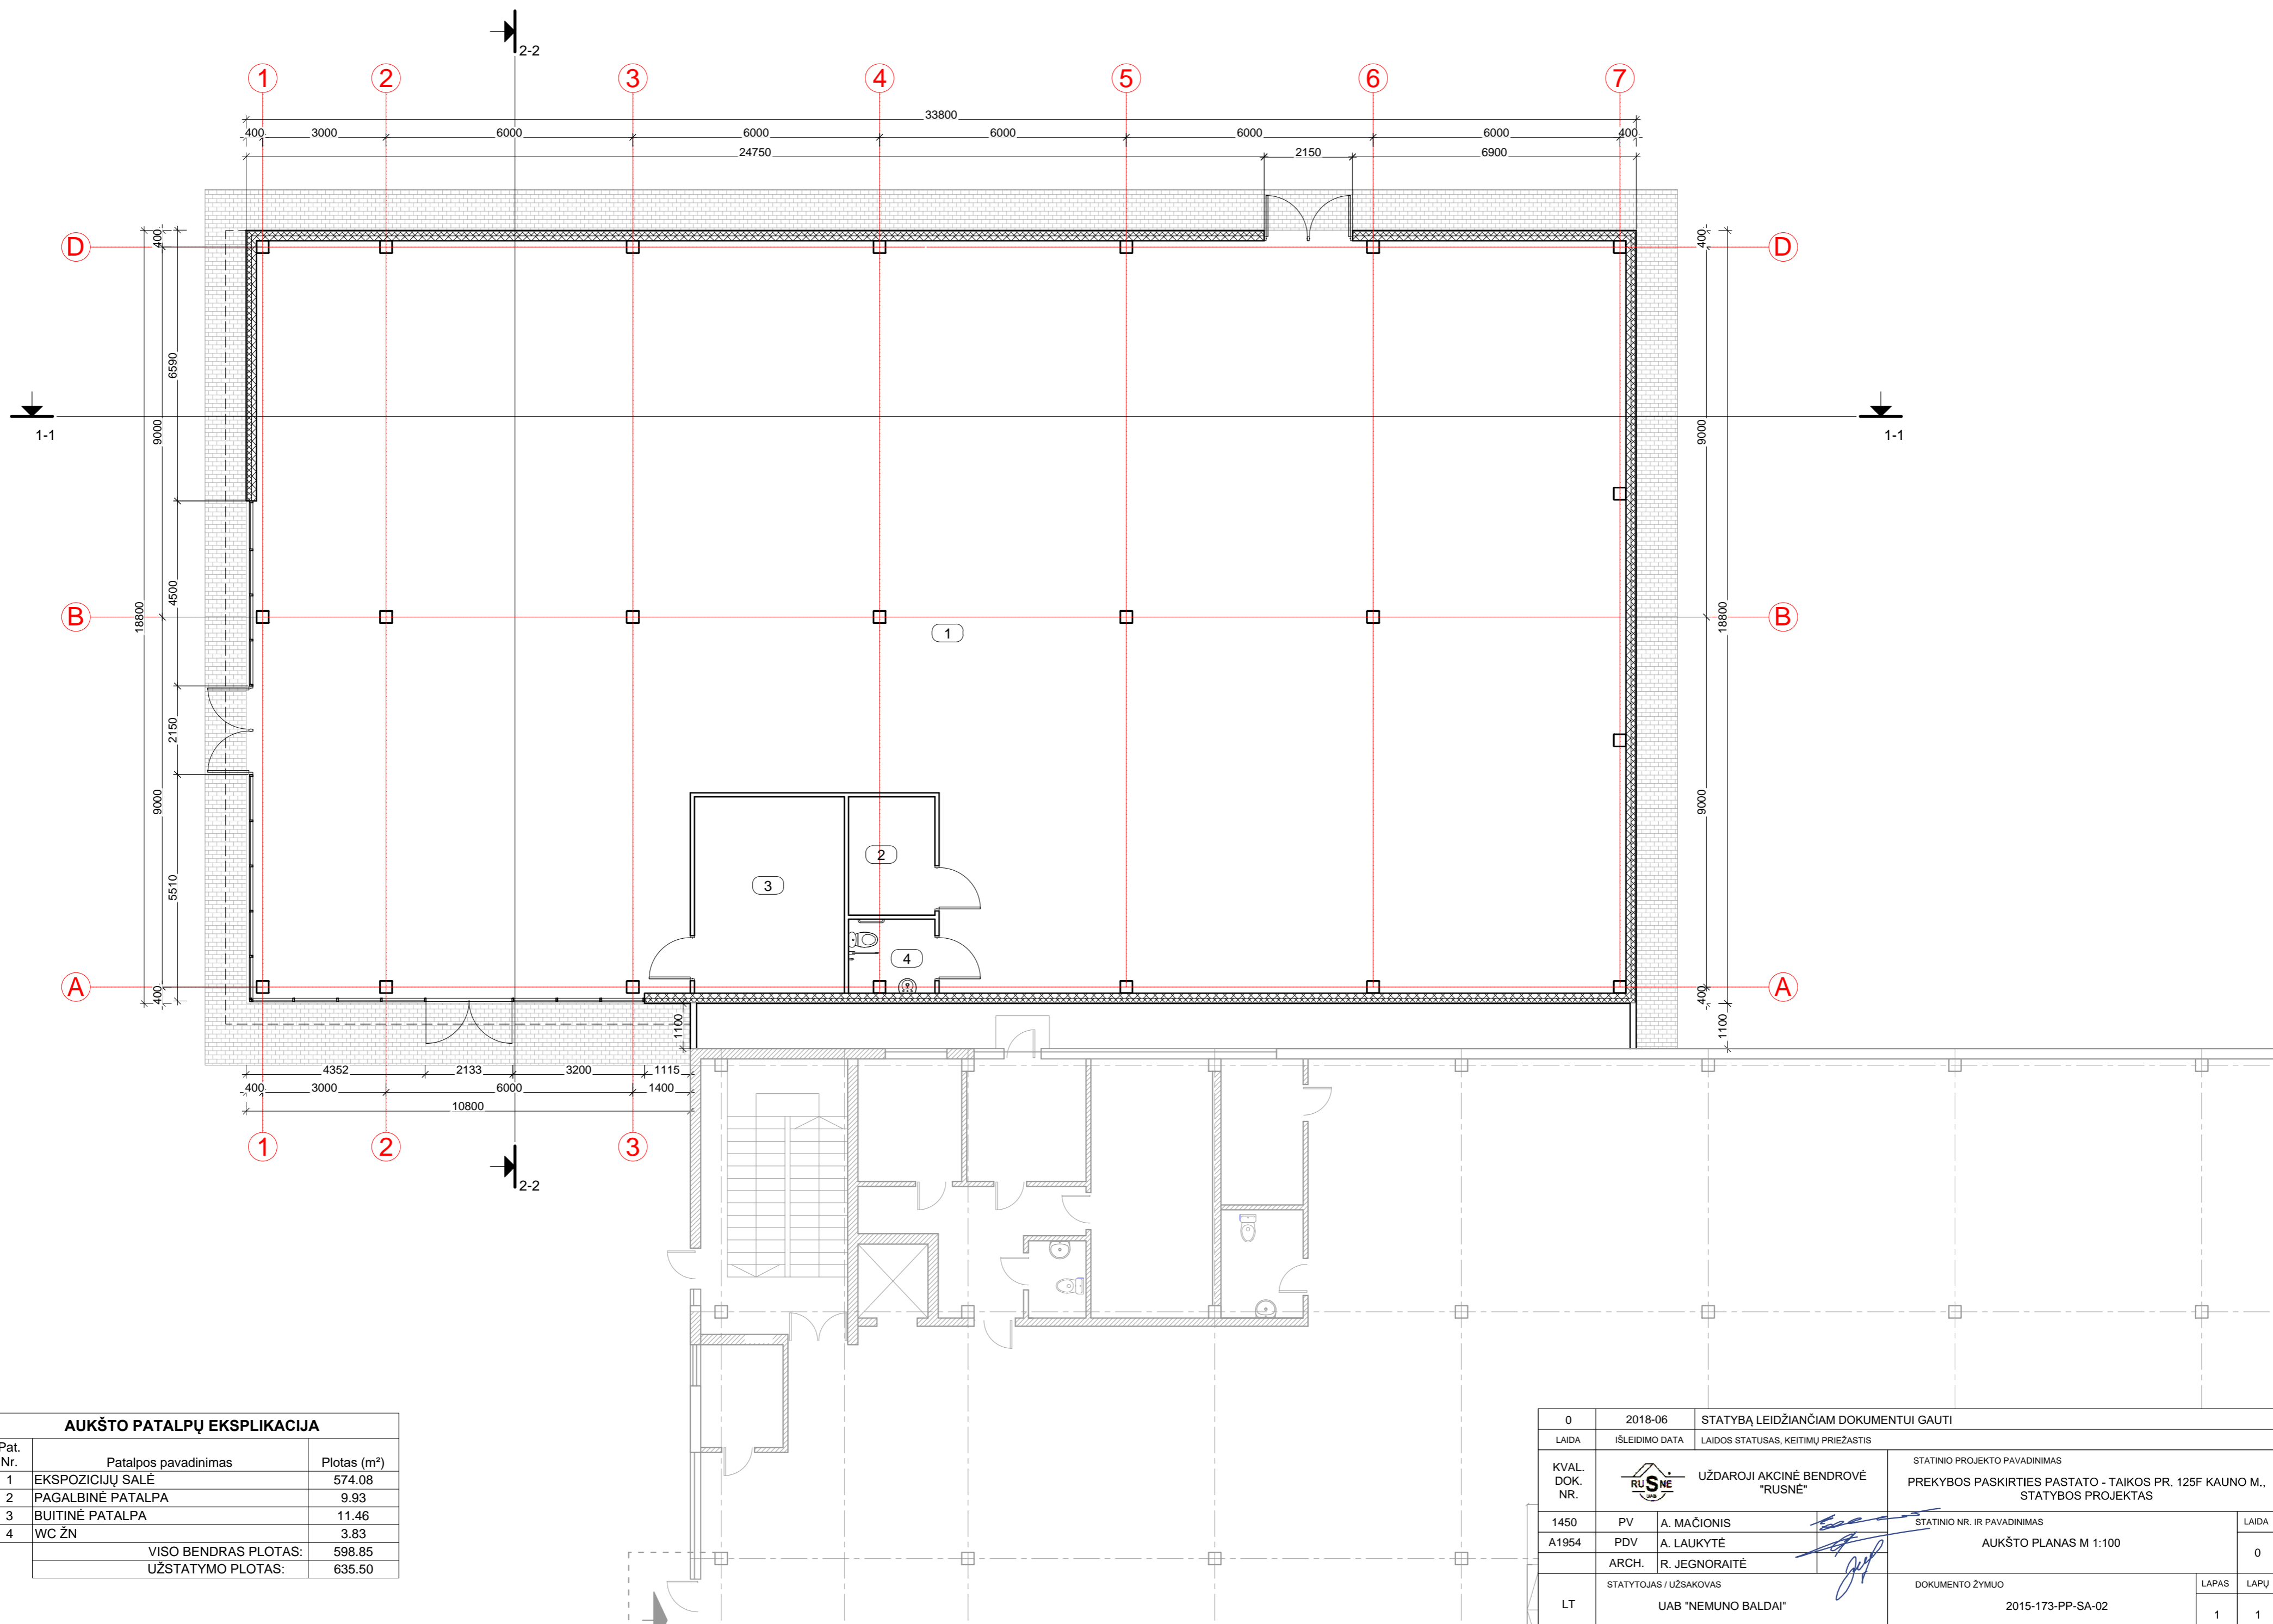 2-2
1 2 3 4 5 6 7
33800
400 3000 6000 6000 6000 6000 6000 400
24750 2150 6900
D D
400 400
6590
1-1 1-1
9000 9000
4500
B B
18800 18800
1
2150
9000 9000
2
3
5510
4
A A
400 400
1100 1100
4352 2133 3200 1115
400 3000 6000 1400
10800
1 2 3
2-2
AUKŠTO PATALPŲ EKSPLIKACIJA
Pat.
Nr. Patalpos pavadinimas Plotas (m²)
1 EKSPOZICIJŲ SALĖ 574.08
2 PAGALBINĖ PATALPA 9.93
3 BUITINĖ PATALPA 11.46
4 WC ŽN 3.83
VISO BENDRAS PLOTAS: 598.85
UŽSTATYMO PLOTAS: 635.50
0 2018-06 STATYBĄ LEIDŽIANČIAM DOKUMENTUI GAUTI
LAIDA IŠLEIDIMO DATA LAIDOS STATUSAS, KEITIMŲ PRIEŽASTIS
KVAL.
DOK.
NR.
RUSNĖ
UAB
UŽDAROJI AKCINĖ BENDROVĖ
"RUSNĖ"
STATINIO PROJEKTO PAVADINIMAS
PREKYBOS PASKIRTIES PASTATO - TAIKOS PR. 125F KAUNO M.,
STATYBOS PROJEKTAS
1450 PV A. MAČIONIS
A1954 PDV A. LAUKYTĖ
ARCH. R. JEGNORAITĖ
STATINIO NR. IR PAVADINIMAS
AUKŠTO PLANAS M 1:100
LAIDA
0
LT
STATYTOJAS / UŽSAKOVAS
UAB "NEMUNO BALDAI"
DOKUMENTO ŽYMUO
2015-173-PP-SA-02
LAPAS LAPŲ
1 1